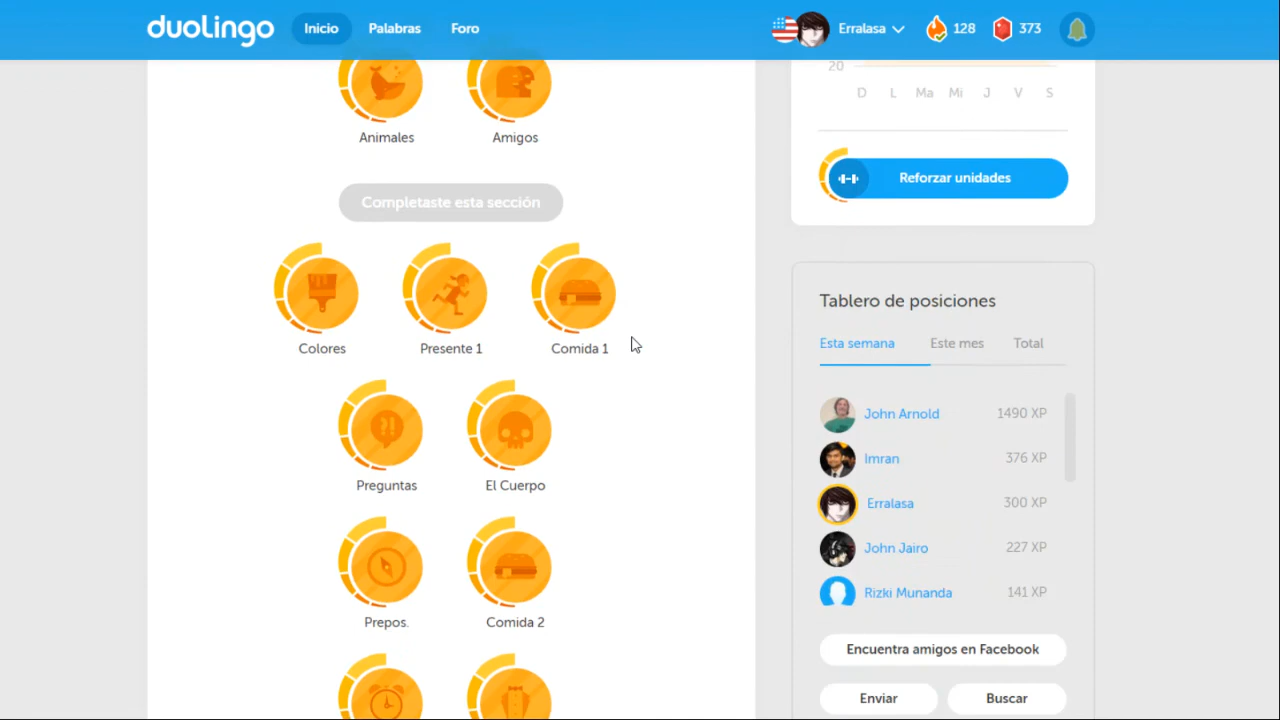 duolingo
Inicio
Palabras
Foro
Erralasa
128
373
Animales
Amigos
Completaste esta sección
Colores
Presente 1
Comida 1
Preguntas
?!
El Cuerpo
Prepos.
Comida 2
20
D L Ma Mi J V S
Reforzar unidades
Tablero de posiciones
Esta semana
Este mes
Total
John Arnold 1490 XP
Imran 376 XP
Erralasa 300 XP
John Jairo 227 XP
Rizki Munanda 141 XP
Encuentra amigos en Facebook
Enviar
Buscar